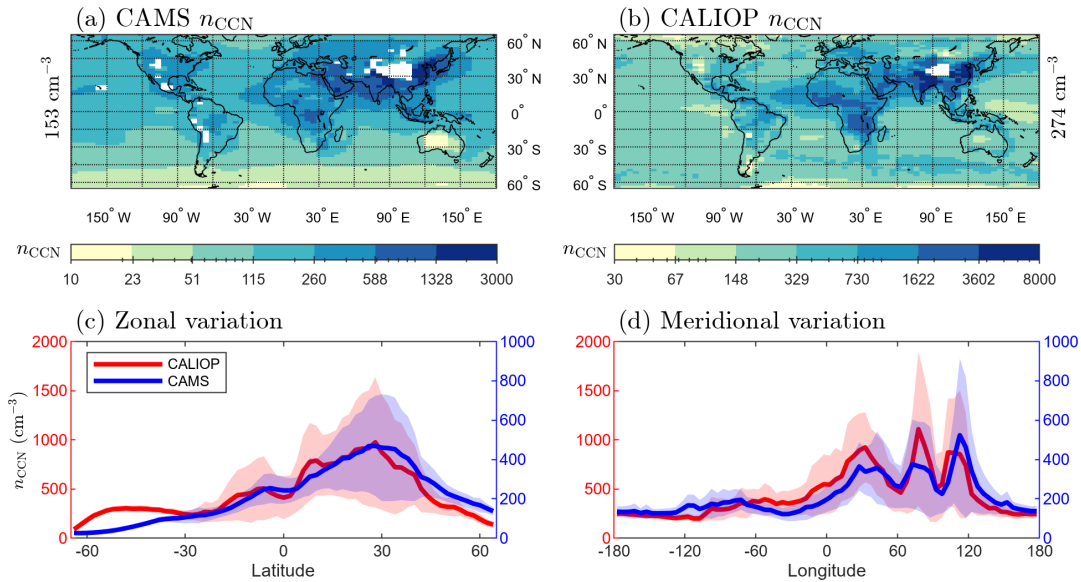 (a) CAMS nCCN
(b) CALIOP nCCN
153 cm−3
60° N
30° N
0°
30° S
60° S
150° W 90° W 30° E 90° E 150° E
60° N
30° N
0°
30° S
60° S
274 cm−3
150° W 90° W 30° E 90° E 150° E
nCCN
10 23 51 115 260 588 1328 3000
nCCN
30 67 148 329 730 1622 3602 8000
(c) Zonal variation
(d) Meridional variation
nCCN (cm−3)
2000
1500
1000
500
0
CALIOP
CAMS
1000
800
600
400
200
0
-60 -30 0 30 60
Latitude
2000
1500
1000
500
0
1000
800
600
400
200
0
-180 -120 -60 0 60 120 180
Longitude